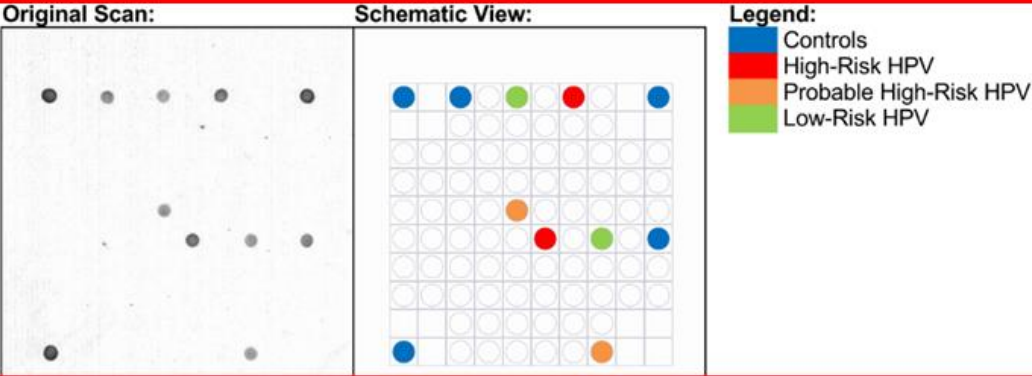 Original Scan:
Schematic View:
Legend:
Controls
High-Risk HPV
Probable High-Risk HPV
Low-Risk HPV